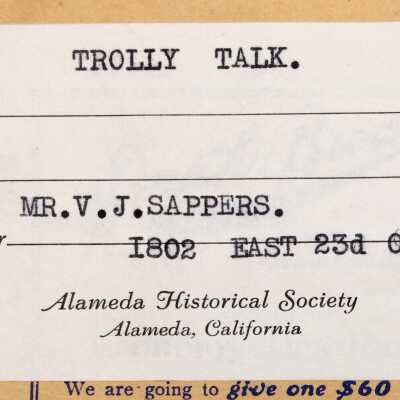 TROLLY TALK.
MR.V.J.SAPPERS.
1802 EAST 23d
Alameda Historical Society
Alameda, California
We are going to give one $60